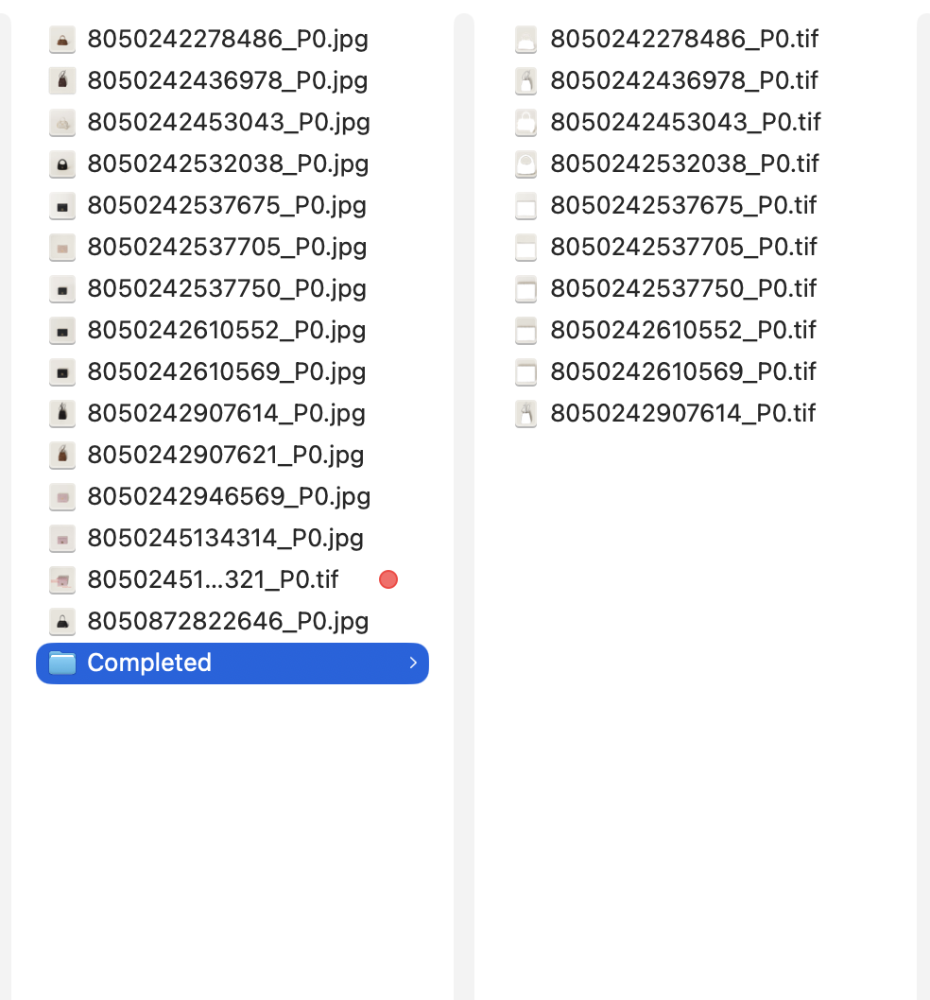 8050242278486_P0.jpg
8050242436978_P0.jpg
8050242453043_P0.jpg
8050242532038_P0.jpg
8050242537675_P0.jpg
8050242537705_P0.jpg
8050242537750_P0.jpg
8050242610552_P0.jpg
8050242610569_P0.jpg
8050242907614_P0.jpg
8050242907621_P0.jpg
8050242946569_P0.jpg
8050245134314_P0.jpg
80502451...321_P0.tif
8050872822646_P0.jpg
Completed
8050242278486_P0.tif
8050242436978_P0.tif
8050242453043_P0.tif
8050242532038_P0.tif
8050242537675_P0.tif
8050242537705_P0.tif
8050242537750_P0.tif
8050242610552_P0.tif
8050242610569_P0.tif
8050242907614_P0.tif